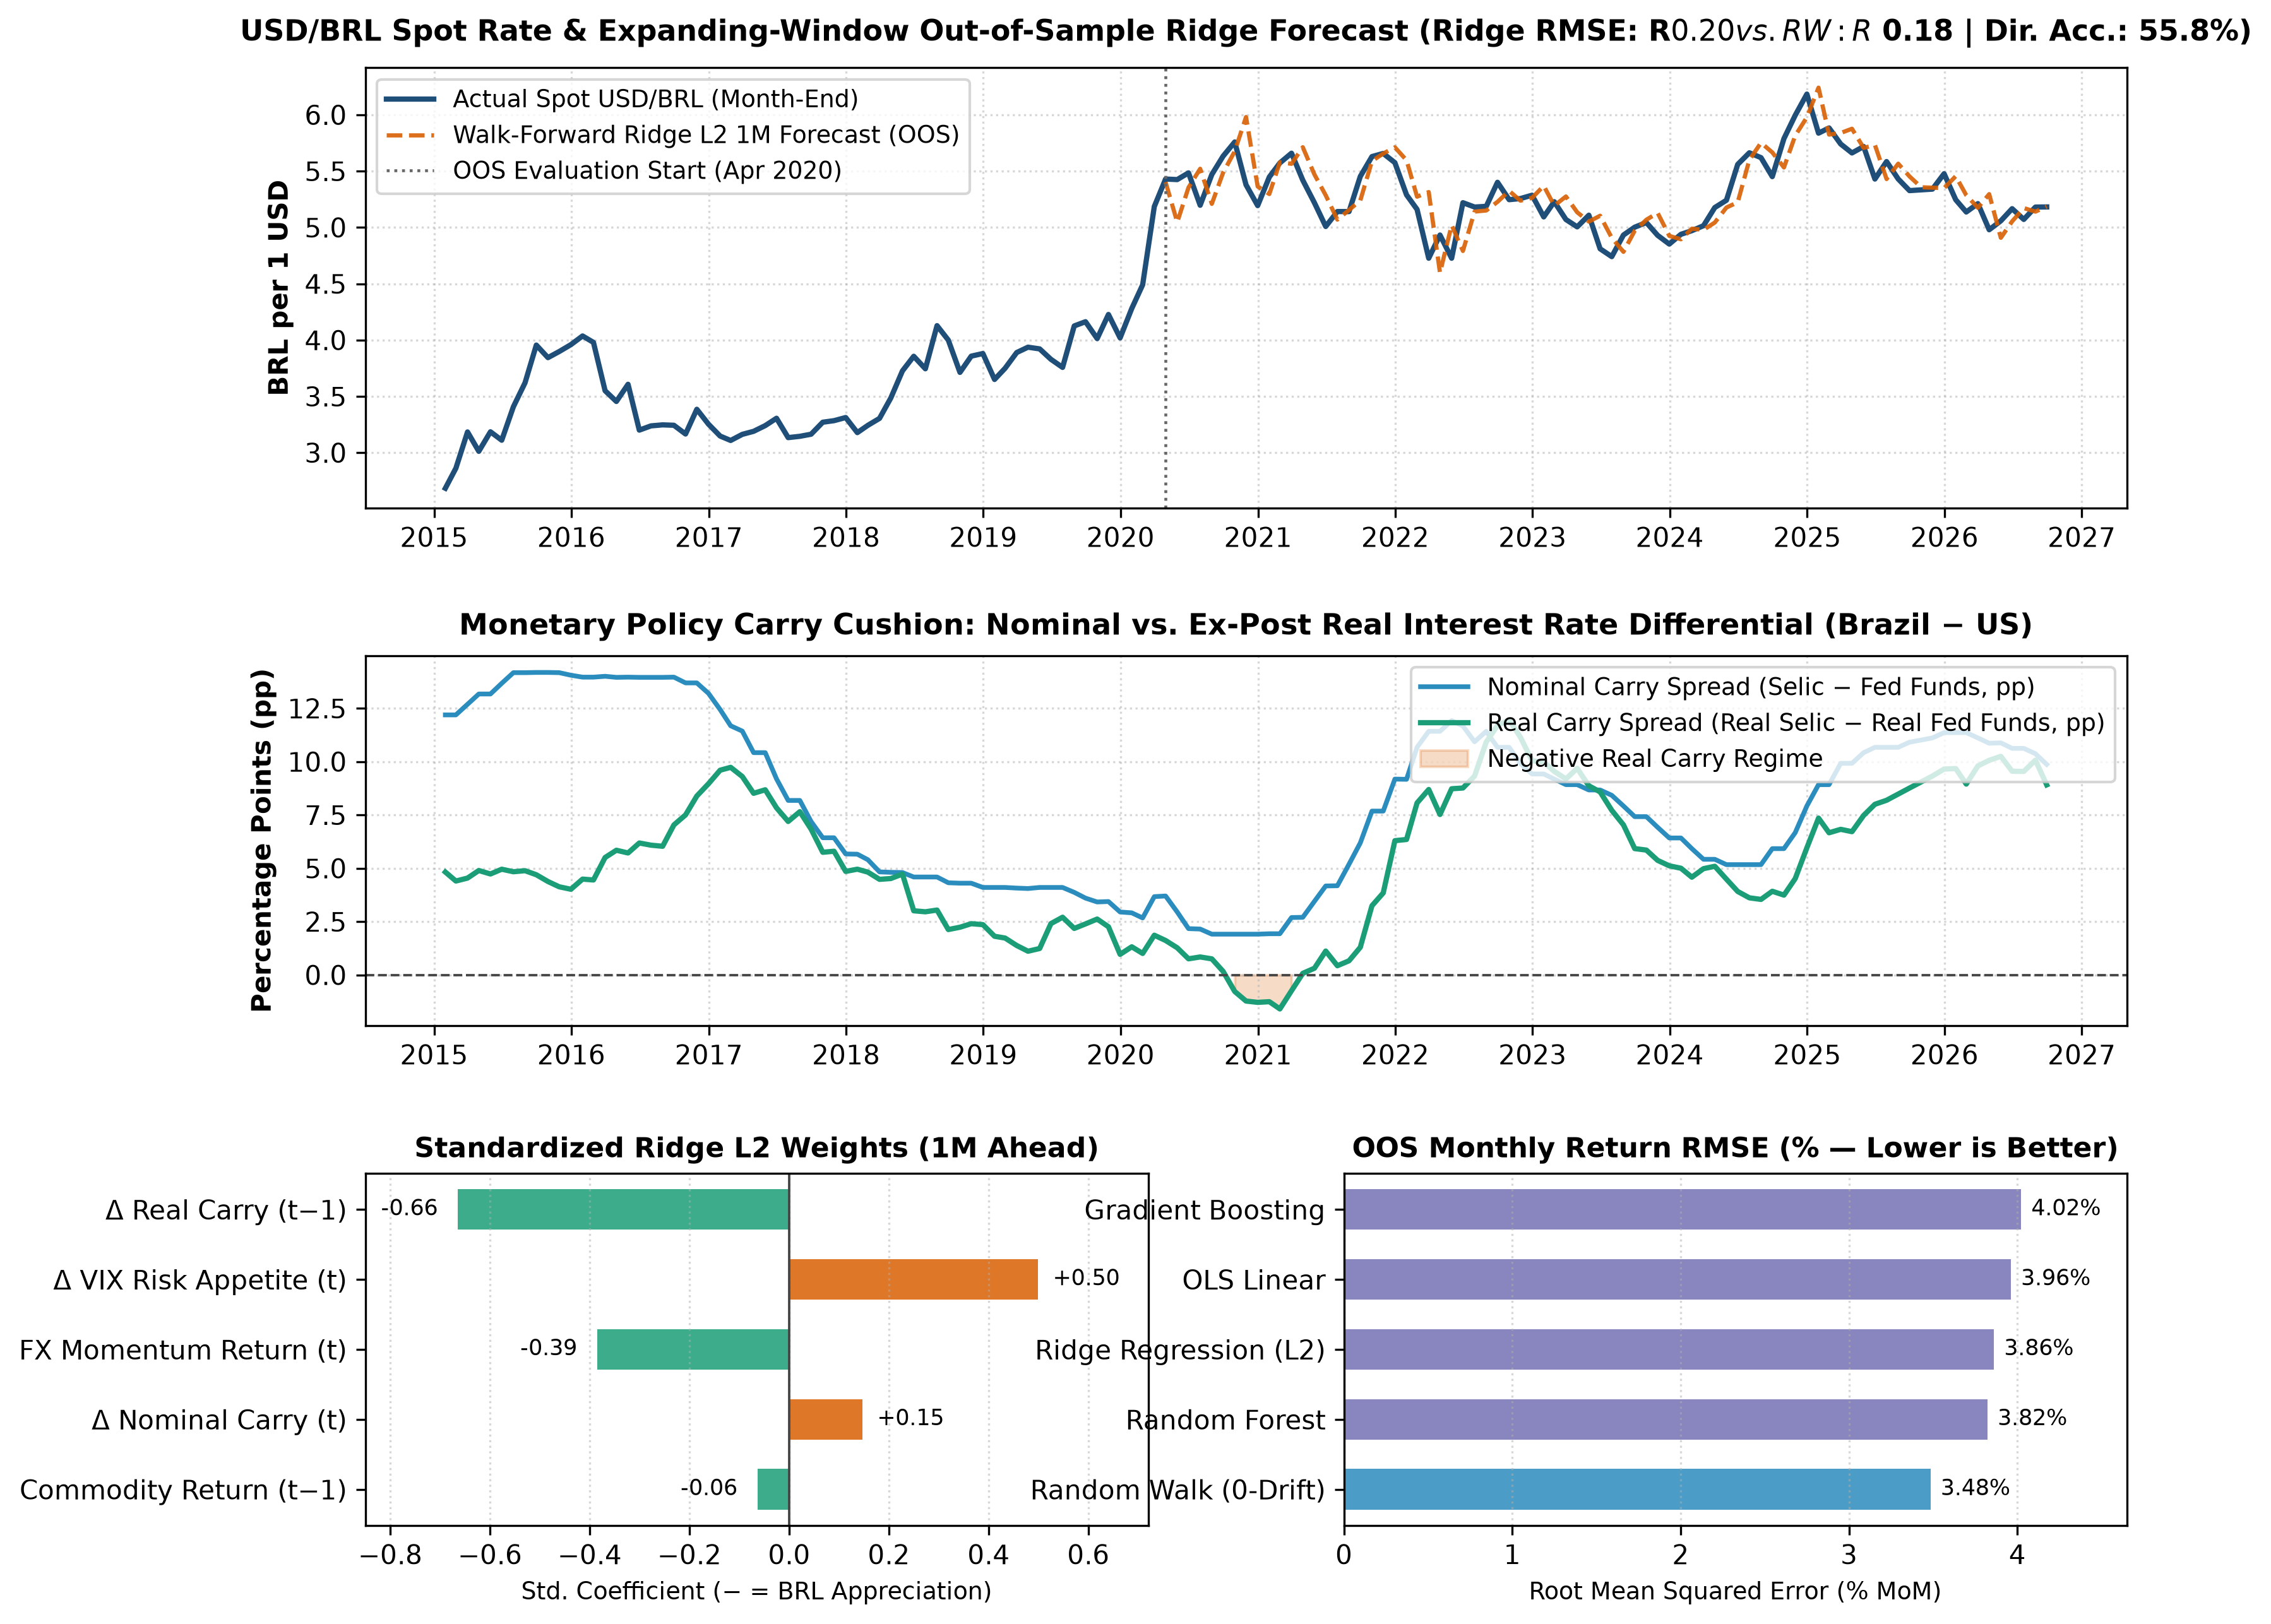 USD/BRL Spot Rate & Expanding-Window Out-of-Sample Ridge Forecast (Ridge RMSE: R0.20vs.RW:R 0.18 | Dir. Acc.: 55.8%)
Actual Spot USD/BRL (Month-End)
Walk-Forward Ridge L2 1M Forecast (OOS)
OOS Evaluation Start (Apr 2020)
BRL per 1 USD
6.0
5.5
5.0
4.5
4.0
3.5
3.0
2015 2016 2017 2018 2019 2020 2021 2022 2023 2024 2025 2026 2027
Monetary Policy Carry Cushion: Nominal vs. Ex-Post Real Interest Rate Differential (Brazil − US)
Nominal Carry Spread (Selic − Fed Funds, pp)
Real Carry Spread (Real Selic − Real Fed Funds, pp)
Negative Real Carry Regime
Percentage Points (pp)
12.5
10.0
7.5
5.0
2.5
0.0
2015 2016 2017 2018 2019 2020 2021 2022 2023 2024 2025 2026 2027
Standardized Ridge L2 Weights (1M Ahead)
Δ Real Carry (t−1) -0.66
Δ VIX Risk Appetite (t) +0.50
FX Momentum Return (t) -0.39
Δ Nominal Carry (t) +0.15
Commodity Return (t−1) -0.06
−0.8 −0.6 −0.4 −0.2 0.0 0.2 0.4 0.6
Std. Coefficient (− = BRL Appreciation)
OOS Monthly Return RMSE (% — Lower is Better)
Gradient Boosting 4.02%
OLS Linear 3.96%
Ridge Regression (L2) 3.86%
Random Forest 3.82%
Random Walk (0-Drift) 3.48%
0 1 2 3 4
Root Mean Squared Error (% MoM)